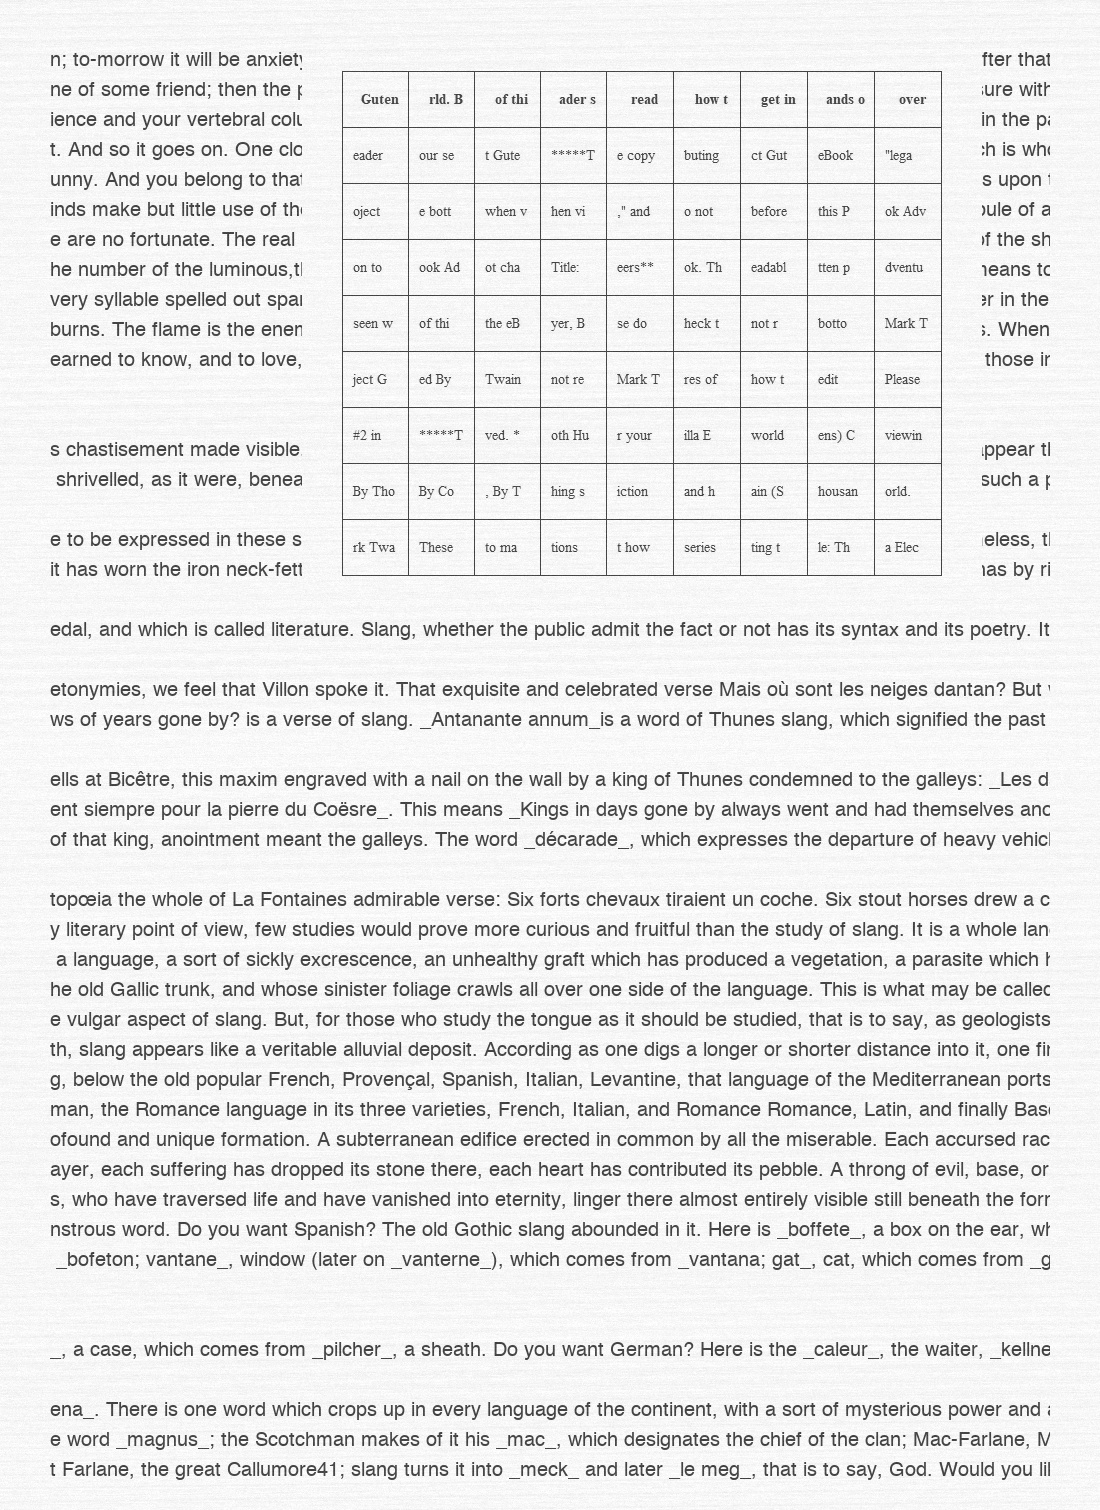 n; to-morrow it will be anxiety fter that
ne of some friend; then the p sure with
ience and your vertebral colu in the pa
t. And so it goes on. One clo ch is who
unny. And you belong to that s upon t
inds make but little use of the oule of a
e are no fortunate. The real of the sh
he number of the luminous,tl neans to
very syllable spelled out spar er in the
burns. The flame is the enen s. When
earned to know, and to love, those in
s chastisement made visible. appear th
shrivelled, as it were, benea such a p
e to be expressed in these s neless, th
it has worn the iron neck-fett has by ri
Guten rld. B of thi ader s read how t get in ands o over
eader our se t Gute *****T e copy buting ct Gut eBook "lega
oject e bott when v hen vi ," and o not before this P ok Adv
on to ook Ad ot cha Title: eers** ok. Th eadabl tten p dventu
seen w of thi the eB yer, B se do heck t not r botto Mark T
ject G ed By Twain not re Mark T res of how t edit Please
#2 in *****T ved. * oth Hu r your illa E world ens) C viewin
By Tho By Co , By T hing s iction and h ain (S housan orld.
rk Twa These to ma tions t how series ting t le: Th a Elec
edal, and which is called literature. Slang, whether the public admit the fact or not has its syntax and its poetry. It
etonymies, we feel that Villon spoke it. That exquisite and celebrated verse Mais où sont les neiges dantan? But
ws of years gone by? is a verse of slang. _Antanante annum_is a word of Thunes slang, which signified the past
ells at Bicêtre, this maxim engraved with a nail on the wall by a king of Thunes condemned to the galleys: _Les d
ent siempre pour la pierre du Coësre_. This means _Kings in days gone by always went and had themselves ano
of that king, anointment meant the galleys. The word _décarade_, which expresses the departure of heavy vehicl
topœia the whole of La Fontaines admirable verse: Six forts chevaux tiraient un coche. Six stout horses drew a c
y literary point of view, few studies would prove more curious and fruitful than the study of slang. It is a whole lan
a language, a sort of sickly excrescence, an unhealthy graft which has produced a vegetation, a parasite which h
he old Gallic trunk, and whose sinister foliage crawls all over one side of the language. This is what may be called
e vulgar aspect of slang. But, for those who study the tongue as it should be studied, that is to say, as geologists
th, slang appears like a veritable alluvial deposit. According as one digs a longer or shorter distance into it, one fin
g, below the old popular French, Provençal, Spanish, Italian, Levantine, that language of the Mediterranean ports
man, the Romance language in its three varieties, French, Italian, and Romance Romance, Latin, and finally Bas
ofound and unique formation. A subterranean edifice erected in common by all the miserable. Each accursed rac
ayer, each suffering has dropped its stone there, each heart has contributed its pebble. A throng of evil, base, or
s, who have traversed life and have vanished into eternity, linger there almost entirely visible still beneath the forr
nstrous word. Do you want Spanish? The old Gothic slang abounded in it. Here is _boffete_, a box on the ear, wh
_bofeton; vantane_, window (later on _vanterne_), which comes from _vantana; gat_, cat, which comes from _g
_, a case, which comes from _pilcher_, a sheath. Do you want German? Here is the _caleur_, the waiter, _kellne
ena_. There is one word which crops up in every language of the continent, with a sort of mysterious power and a
e word _magnus_; the Scotchman makes of it his _mac_, which designates the chief of the clan; Mac-Farlane, M
t Farlane, the great Callumore41; slang turns it into _meck_ and later _le meg_, that is to say, God. Would you lil